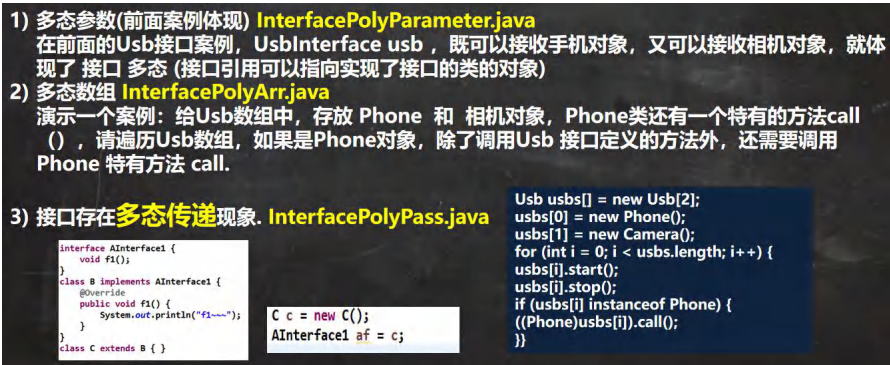 1) 多态参数(前面案例体现) InterfacePolyParameter.java
在前面的Usb接口案例，UsbInterface usb ，既可以接收手机对象，又可以接收相机对象，就体
现了 接口 多态 (接口引用可以指向实现了接口的类的对象)
2) 多态数组 InterfacePolyArr.java
演示一个案例：给Usb数组中，存放 Phone 和 相机对象，Phone类还有一个特有的方法call
（），请遍历Usb数组，如果是Phone对象，除了调用Usb 接口定义的方法外，还需要调用
Phone 特有方法 call.
3) 接口存在多态传递现象. InterfacePolyPass.java
interface AInterface1 {
void f1();
}
class B implements AInterface1 {
@Override
public void f1() {
System.out.println("f1~~~");
}
}
class C extends B { }
C c = new C();
AInterface1 af = c;
Usb usbs[] = new Usb[2];
usbs[0] = new Phone();
usbs[1] = new Camera();
for (int i = 0; i < usbs.length; i++) {
usbs[i].start();
usbs[i].stop();
if (usbs[i] instanceof Phone) {
((Phone)usbs[i]).call();
}}